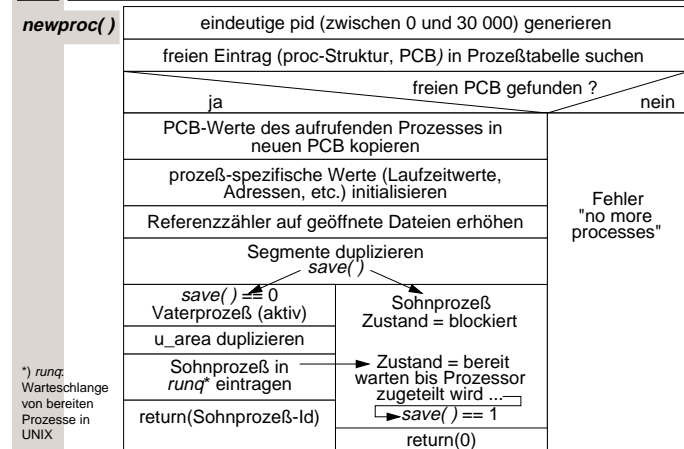 newproc( )
eindeutige pid (zwischen 0 und 30 000) generieren
freien Eintrag (proc-Struktur, PCB) in Prozeßtabelle suchen
freien PCB gefunden ?
ja
nein
PCB-Werte des aufrufenden Prozesses in
neuen PCB kopieren
prozeß-spezifische Werte (Laufzeitwerte,
Adressen, etc.) initialisieren
Referenzzähler auf geöffnete Dateien erhöhen
Fehler
"no more
processes"
Segmente duplizieren
save( )
save( ) == 0
Vaterprozeß (aktiv)
u_area duplizieren
Sohnprozeß in
runq* eintragen
return(Sohnprozeß-Id)
Sohnprozeß
Zustand = blockiert
Zustand = bereit
warten bis Prozessor
zugeteilt wird ...
save( ) == 1
return(0)
*) runq:
Warteschlange
von bereiten
Prozesse in
UNIX